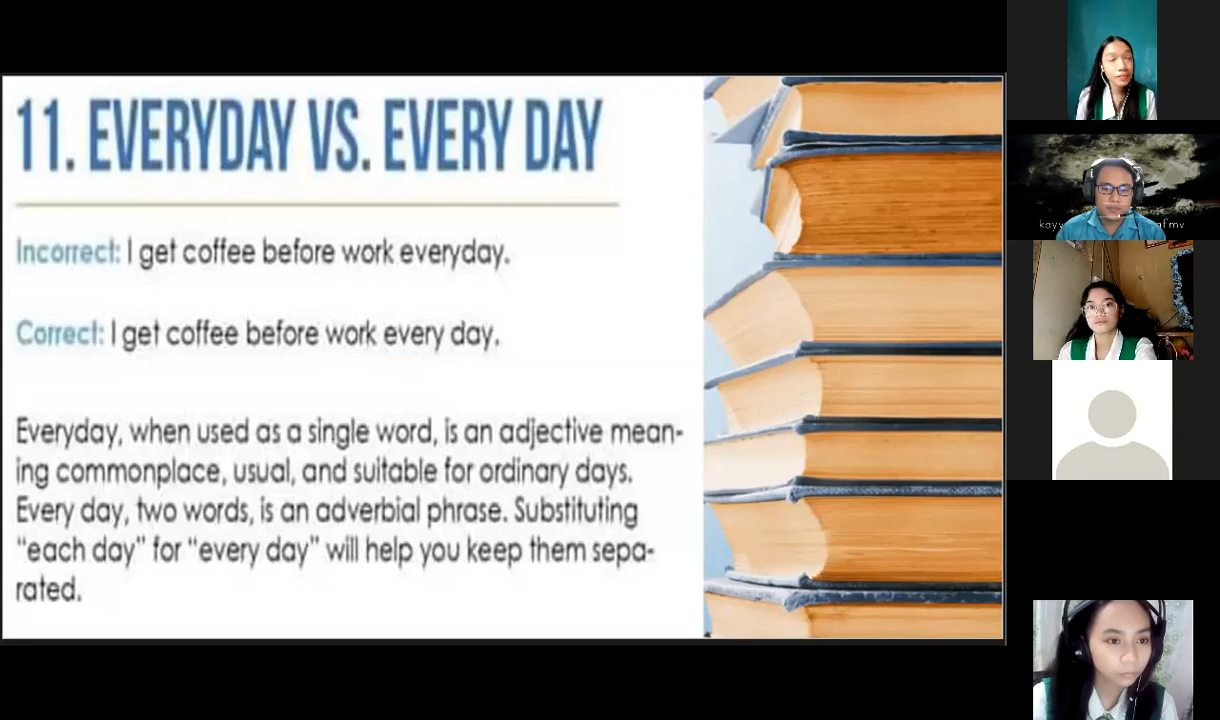 11. EVERYDAY VS. EVERY DAY
Incorrect: I get coffee before work everyday.
Correct: I get coffee before work every day.
Everyday, when used as a single word, is an adjective mean-
ing commonplace, usual, and suitable for ordinary days.
Every day, two words, is an adverbial phrase. Substituting
“each day” for “every day” will help you keep them sepa-
rated.